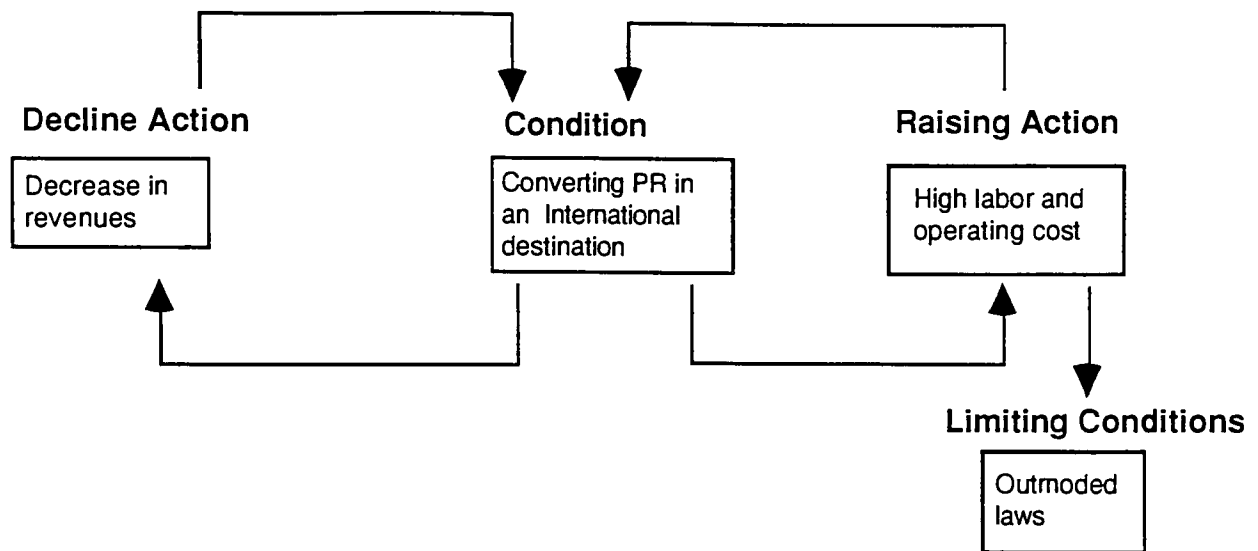 Decline Action
Decrease in
revenues
Condition
Converting PR in
an International
destination
Raising Action
High labor and
operating cost
Limiting Conditions
Outmoded
laws